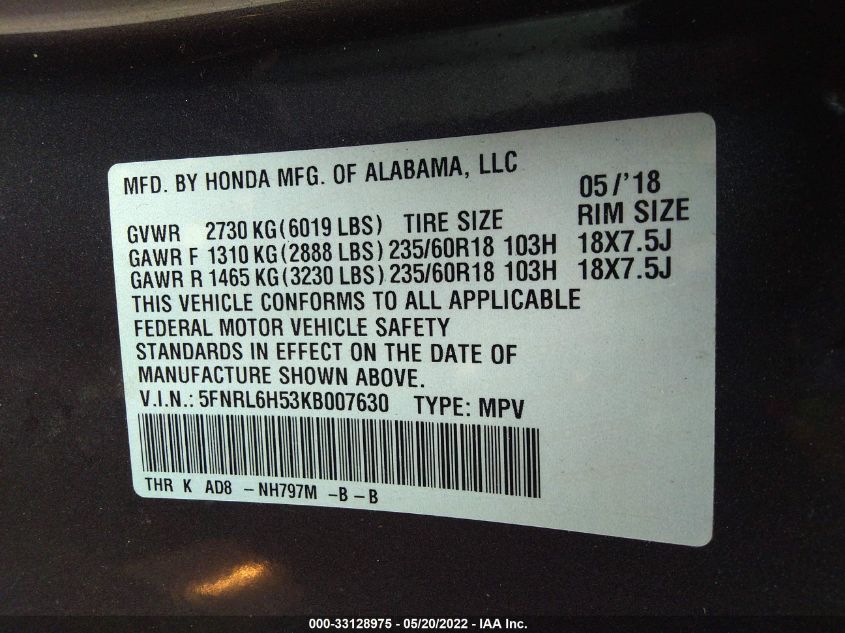 MFD. BY HONDA MFG. OF ALABAMA, LLC 05/'18
GVWR 2730 KG(6019 LBS) TIRE SIZE RIM SIZE
GAWR F 1310 KG(2888 LBS) 235/60R18 103H 18X7.5J
GAWR R 1465 KG(3230 LBS) 235/60R18 103H 18X7.5J
THIS VEHICLE CONFORMS TO ALL APPLICABLE
FEDERAL MOTOR VEHICLE SAFETY
STANDARDS IN EFFECT ON THE DATE OF
MANUFACTURE SHOWN ABOVE.
V.I.N.: 5FNRL6H53KB007630 TYPE: MPV
THR K AD8 - NH797M - B - B
000-33128975 - 05/20/2022 - IAA Inc.